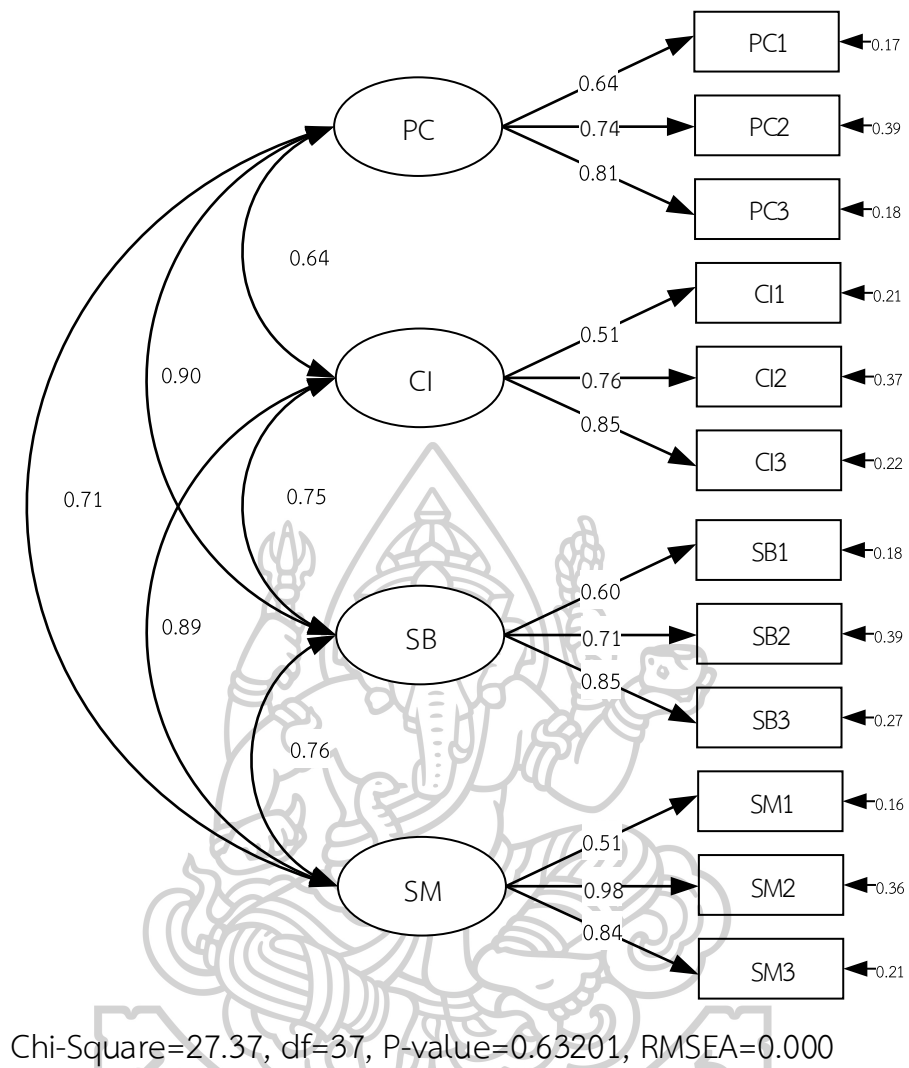 PC1
0.17
0.64
PC
PC2
0.39
0.74
0.81
PC3
0.18
0.64
CI1
0.21
0.51
0.90
CI
CI2
0.37
0.76
0.85
CI3
0.22
0.71
0.75
SB1
0.18
0.60
0.89
SB
SB2
0.39
0.71
0.85
SB3
0.27
0.76
SM1
0.16
0.51
SM
SM2
0.36
0.98
0.84
SM3
0.21
Chi-Square=27.37, df=37, P-value=0.63201, RMSEA=0.000